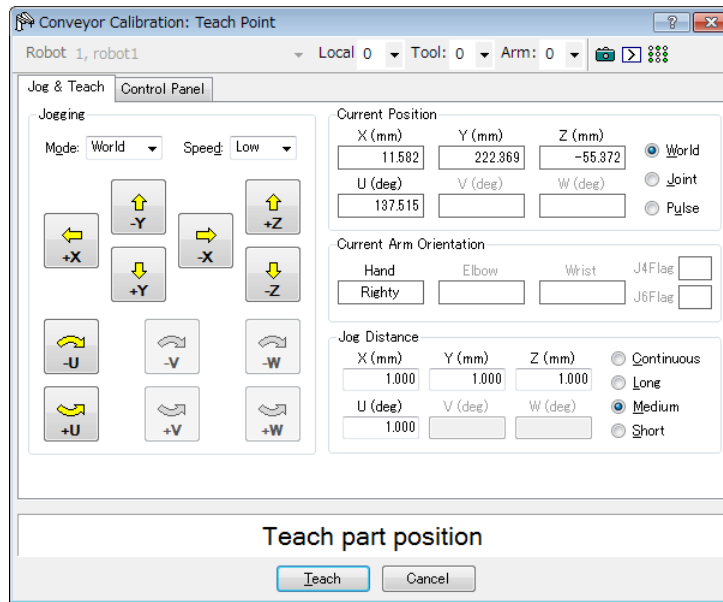 Conveyor Calibration: Teach Point
Robot 1, robot1 Local 0 Tool: 0 Arm: 0
Jog & Teach Control Panel
Jogging
Mode: World Speed: Low
-Y
+Z
+X
-X
+Y
-Z
-U -V -W
+U +V +W
Current Position
X (mm) Y (mm) Z (mm)
11.582 222.369 -55.372
U (deg) V (deg) W (deg)
137.515
World
Joint
Pulse
Current Arm Orientation
Hand Elbow Wrist J4Flag
Righty J6Flag
Jog Distance
X (mm) Y (mm) Z (mm)
1.000 1.000 1.000
U (deg) V (deg) W (deg)
1.000
Continuous
Long
Medium
Short
Teach part position
Teach Cancel